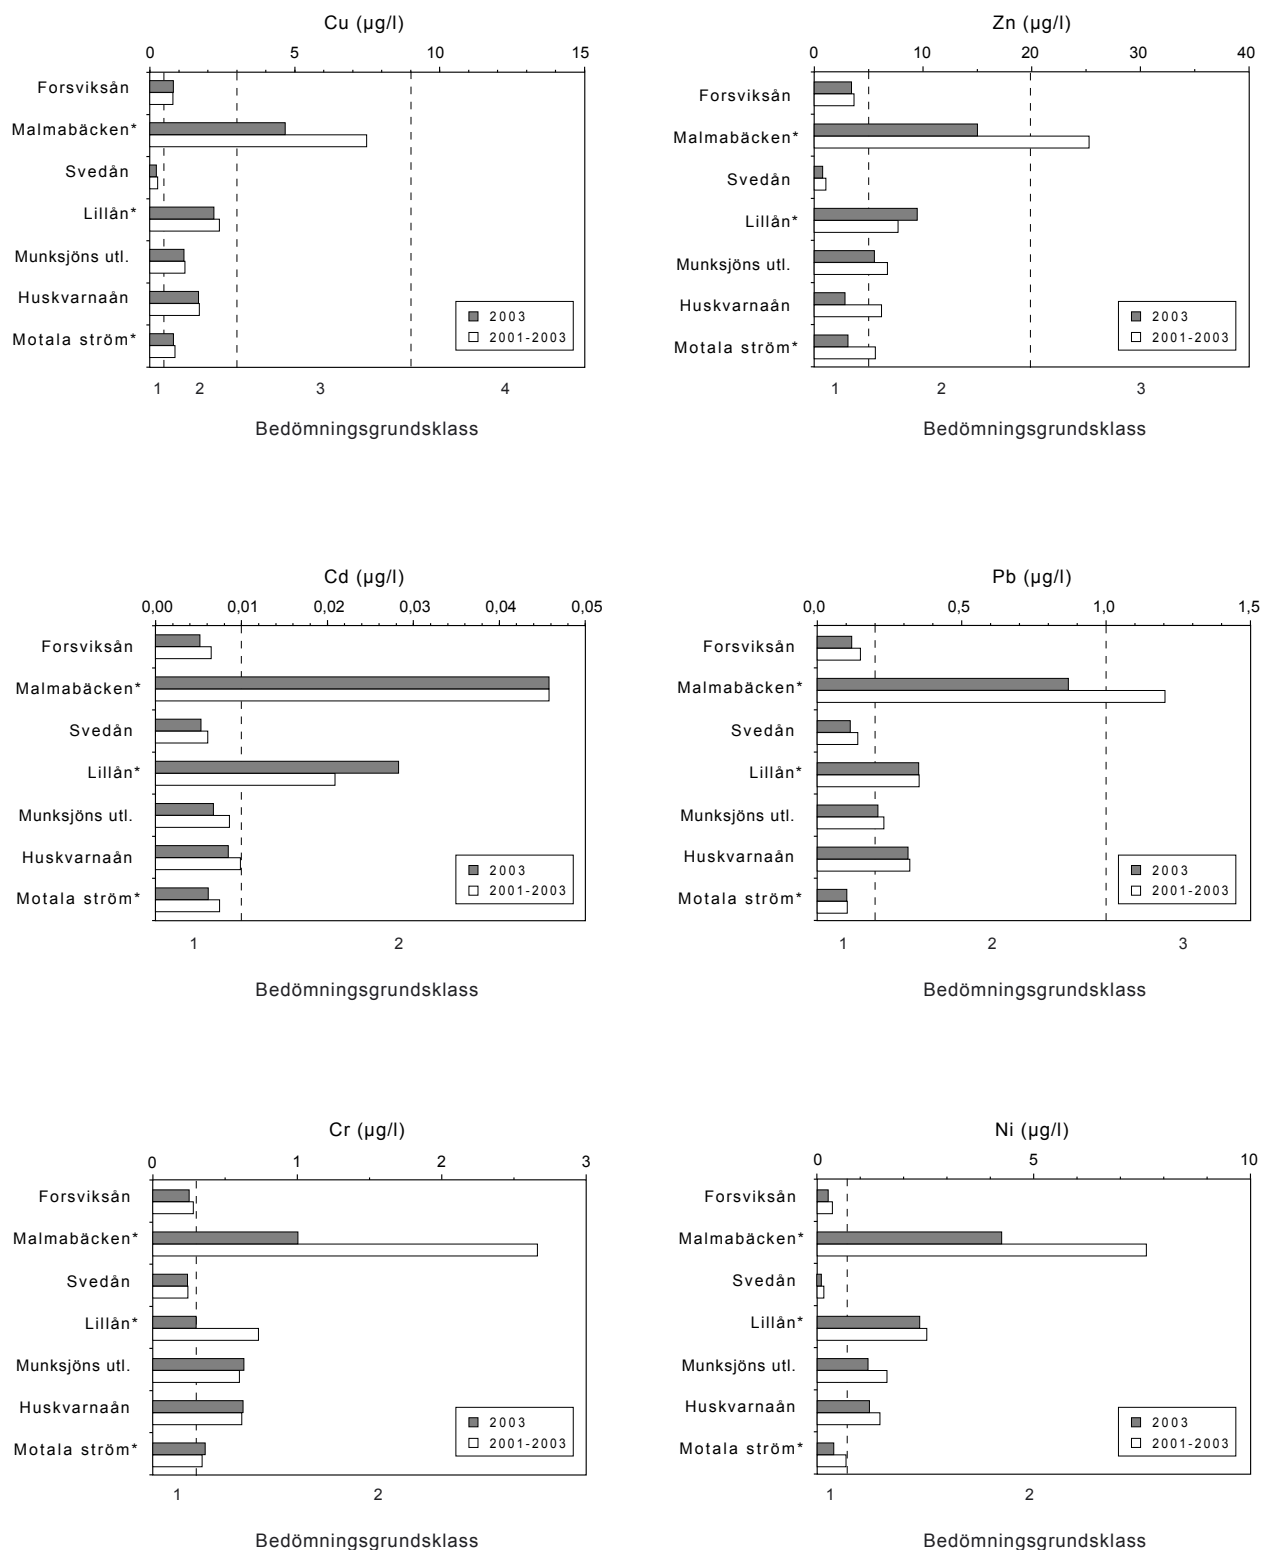 Cu (µg/l)
0 5 10 15
Forsviksån
Malmabäcken*
Svedån
Lillån*
Munksjöns utl.
Huskvarnaån
Motala ström*
2003
2001-2003
1 2 3 4
Bedömningsgrundsklass
Zn (µg/l)
0 10 20 30 40
Forsviksån
Malmabäcken*
Svedån
Lillån*
Munksjöns utl.
Huskvarnaån
Motala ström*
2003
2001-2003
1 2 3
Bedömningsgrundsklass
Cd (µg/l)
0,00 0,01 0,02 0,03 0,04 0,05
Forsviksån
Malmabäcken*
Svedån
Lillån*
Munksjöns utl.
Huskvarnaån
Motala ström*
2003
2001-2003
1 2
Bedömningsgrundsklass
Pb (µg/l)
0,0 0,5 1,0 1,5
Forsviksån
Malmabäcken*
Svedån
Lillån*
Munksjöns utl.
Huskvarnaån
Motala ström*
2003
2001-2003
1 2 3
Bedömningsgrundsklass
Cr (µg/l)
0 1 2 3
Forsviksån
Malmabäcken*
Svedån
Lillån*
Munksjöns utl.
Huskvarnaån
Motala ström*
2003
2001-2003
1 2
Bedömningsgrundsklass
Ni (µg/l)
0 5 10
Forsviksån
Malmabäcken*
Svedån
Lillån*
Munksjöns utl.
Huskvarnaån
Motala ström*
2003
2001-2003
1 2
Bedömningsgrundsklass